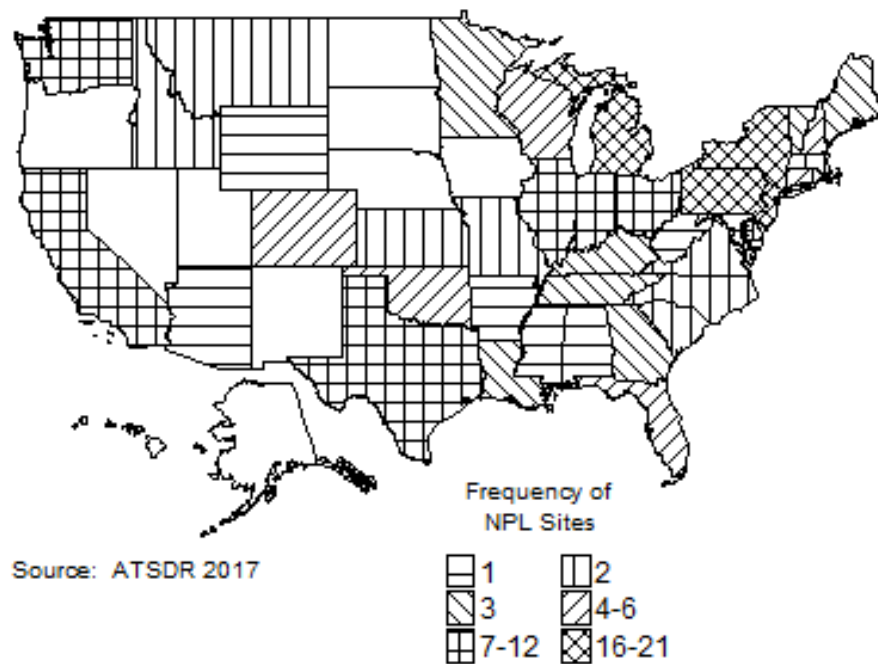 Frequency of
NPL Sites
Source: ATSDR 2017
1 2
3 4-6
7-12 16-21